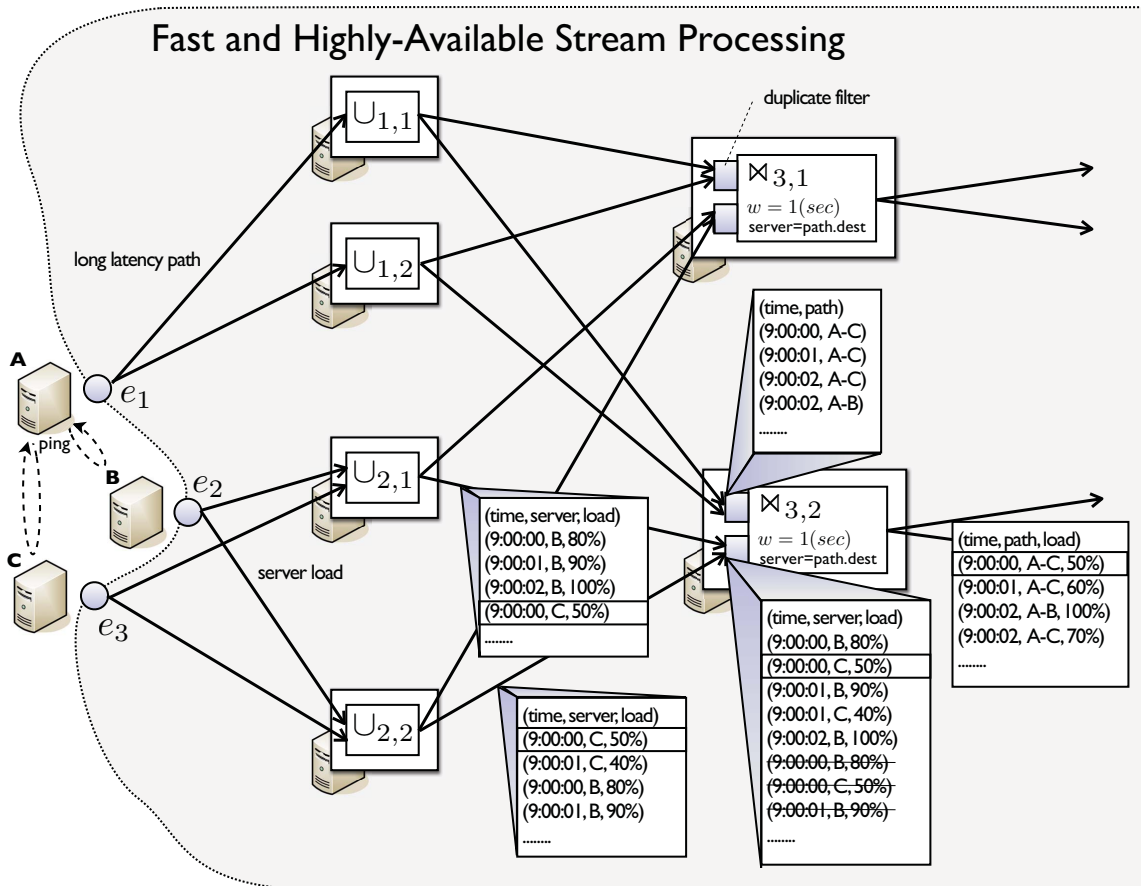 Fast and Highly-Available Stream Processing
∪1,1
duplicate filter
⋈3,1
w = 1(sec)
server=path.dest
long latency path
∪1,2
(time, path)
(9:00:00, A-C)
(9:00:01, A-C)
(9:00:02, A-C)
(9:00:02, A-B)
........
A
e1
ping
B
e2
C
e3
∪2,1
server load
(time, server, load)
(9:00:00, B, 80%)
(9:00:01, B, 90%)
(9:00:02, B, 100%)
(9:00:00, C, 50%)
........
⋈3,2
w = 1(sec)
server=path.dest
(time, path, load)
(9:00:00, A-C, 50%)
(9:00:01, A-C, 60%)
(9:00:02, A-B, 100%)
(9:00:02, A-C, 70%)
........
(time, server, load)
(9:00:00, B, 80%)
(9:00:00, C, 50%)
(9:00:01, B, 90%)
(9:00:01, C, 40%)
(9:00:02, B, 100%)
(9:00:00, B, 80%)
(9:00:00, C, 50%)
(9:00:01, B, 90%)
........
∪2,2
(time, server, load)
(9:00:00, C, 50%)
(9:00:01, C, 40%)
(9:00:00, B, 80%)
(9:00:01, B, 90%)
........